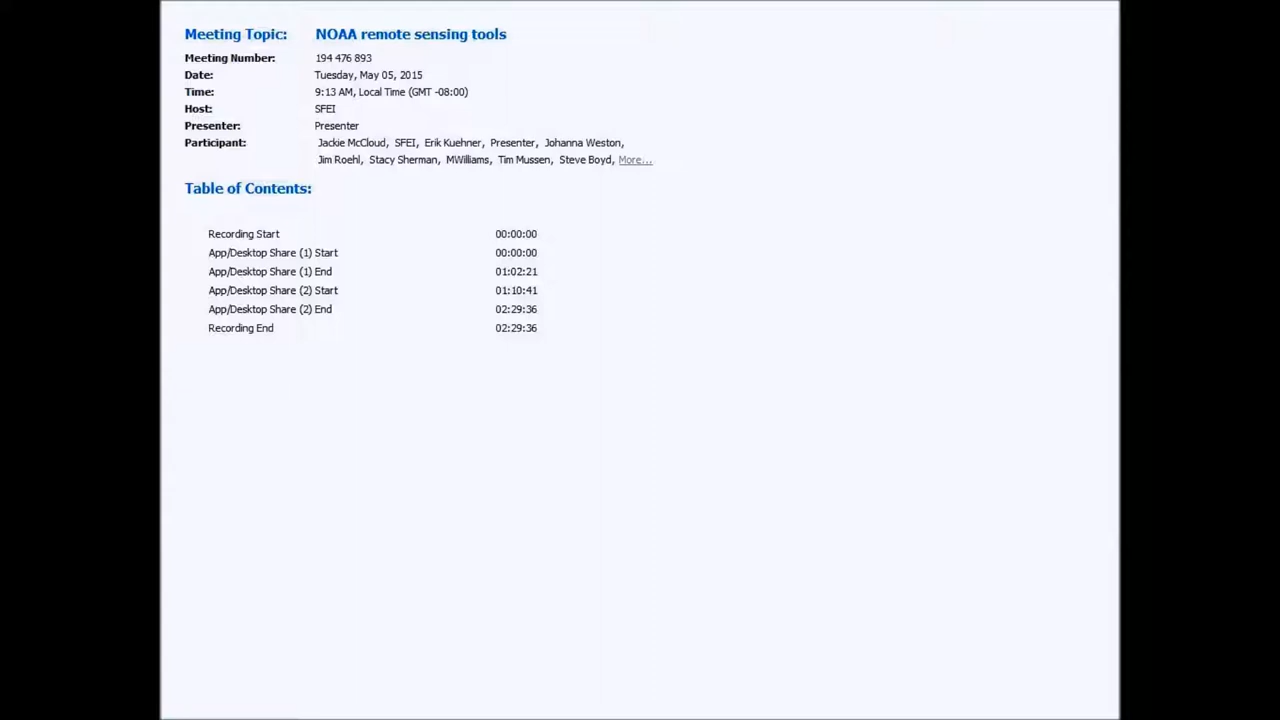 Meeting Topic: NOAA remote sensing tools
Meeting Number: 194 476 893
Date: Tuesday, May 05, 2015
Time: 9:13 AM, Local Time (GMT -08:00)
Host: SFEI
Presenter: Presenter
Participant: Jackie McCloud, SFEI, Erik Kuehner, Presenter, Johanna Weston,
Jim Roehl, Stacy Sherman, MWilliams, Tim Mussen, Steve Boyd, More...
Table of Contents:
Recording Start 00:00:00
App/Desktop Share (1) Start 00:00:00
App/Desktop Share (1) End 01:02:21
App/Desktop Share (2) Start 01:10:41
App/Desktop Share (2) End 02:29:36
Recording End 02:29:36